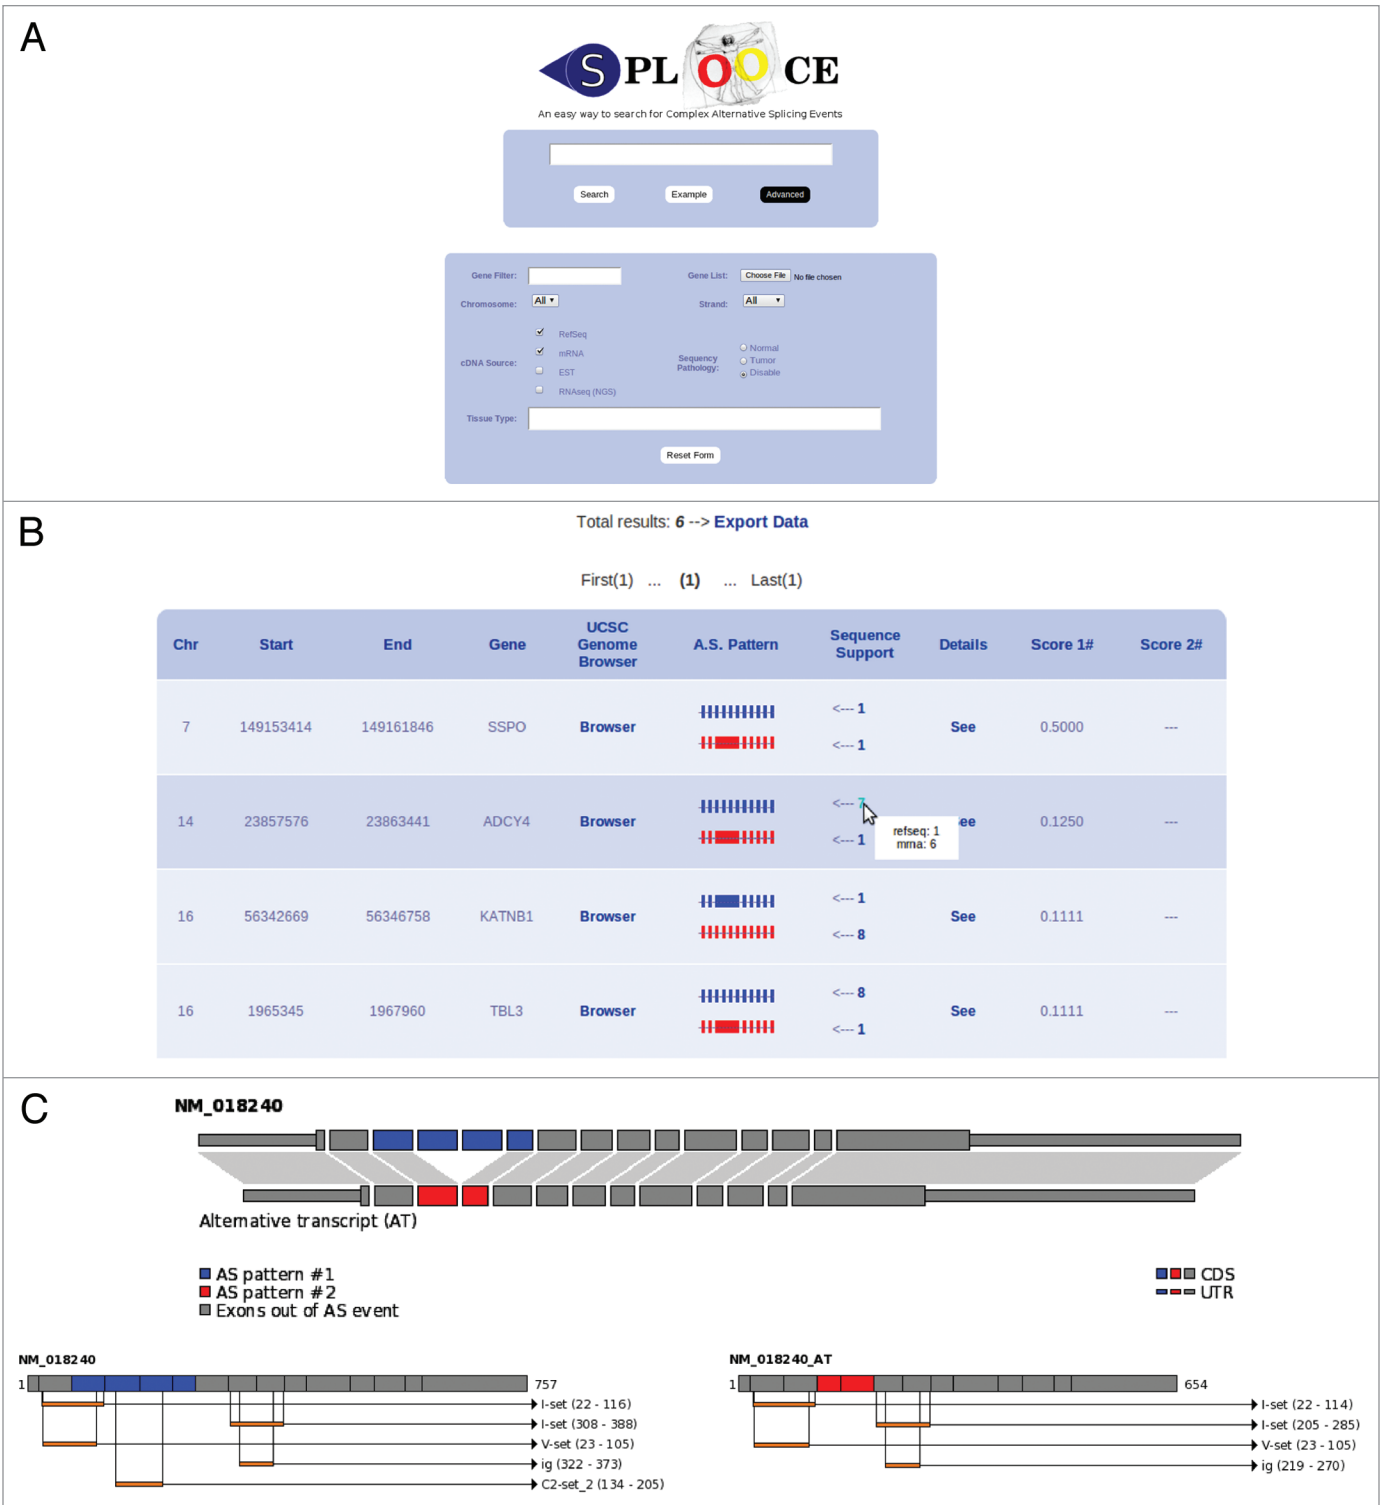 A
SPLOOCE
An easy way to search for Complex Alternative Splicing Events
Search Example Advanced
Gene Filter: Gene List: Choose File No file chosen
Chromosome: All Strand: All
RefSeq
mRNA
cDNA Source:
EST
RNAseq (NGS)
Sequency Pathology:
Normal
Tumor
Disable
Tissue Type:
Reset Form
B
Total results: 6 --> Export Data
First(1) ... (1) ... Last(1)
Chr Start End Gene UCSC Genome Browser A.S. Pattern Sequence Support Details Score 1# Score 2#
7 149153414 149161846 SSPO Browser <--- 1 <--- 1 See 0.5000 ---
14 23857576 23863441 ADCY4 Browser <--- 7 <--- 1 ee 0.1250 ---
refseq: 1
mrna: 6
16 56342669 56346758 KATNB1 Browser <--- 1 <--- 8 See 0.1111 ---
16 1965345 1967960 TBL3 Browser <--- 8 <--- 1 See 0.1111 ---
C
NM_018240
Alternative transcript (AT)
AS pattern #1
AS pattern #2
Exons out of AS event
CDS
UTR
NM_018240
1 757
I-set (22 - 116)
I-set (308 - 388)
V-set (23 - 105)
ig (322 - 373)
C2-set_2 (134 - 205)
NM_018240_AT
1 654
I-set (22 - 114)
I-set (205 - 285)
V-set (23 - 105)
ig (219 - 270)